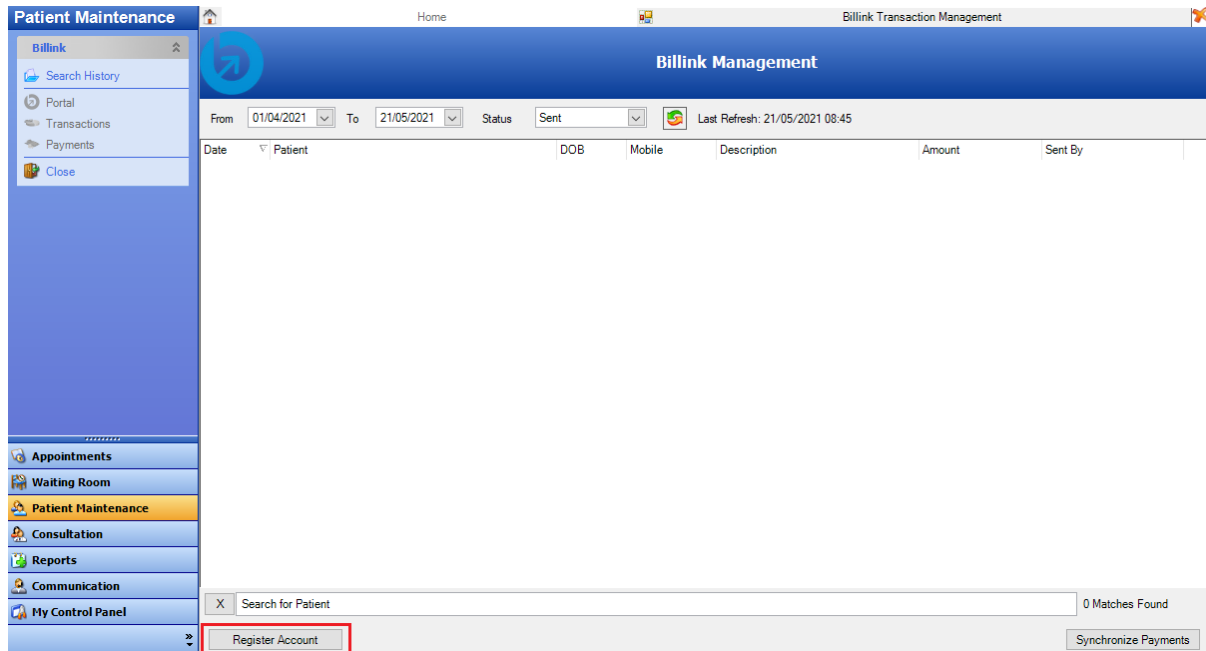 Patient Maintenance
Home
Billink Transaction Management
Billink
Search History
Portal
Transactions
Payments
Close
Billink Management
From 01/04/2021 To 21/05/2021 Status Sent Last Refresh: 21/05/2021 08:45
Date Patient DOB Mobile Description Amount Sent By
Appointments
Waiting Room
Patient Maintenance
Consultation
Reports
Communication
My Control Panel
X Search for Patient 0 Matches Found
Register Account Synchronize Payments